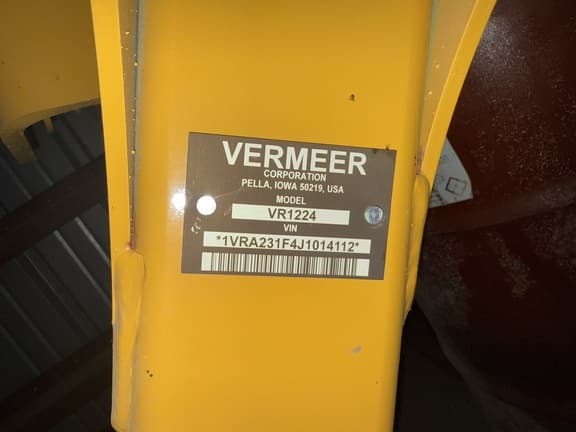 VERMEER
CORPORATION
PELLA, IOWA 50219, USA
MODEL
VR1224
VIN
*1VRA231F4J1014112*